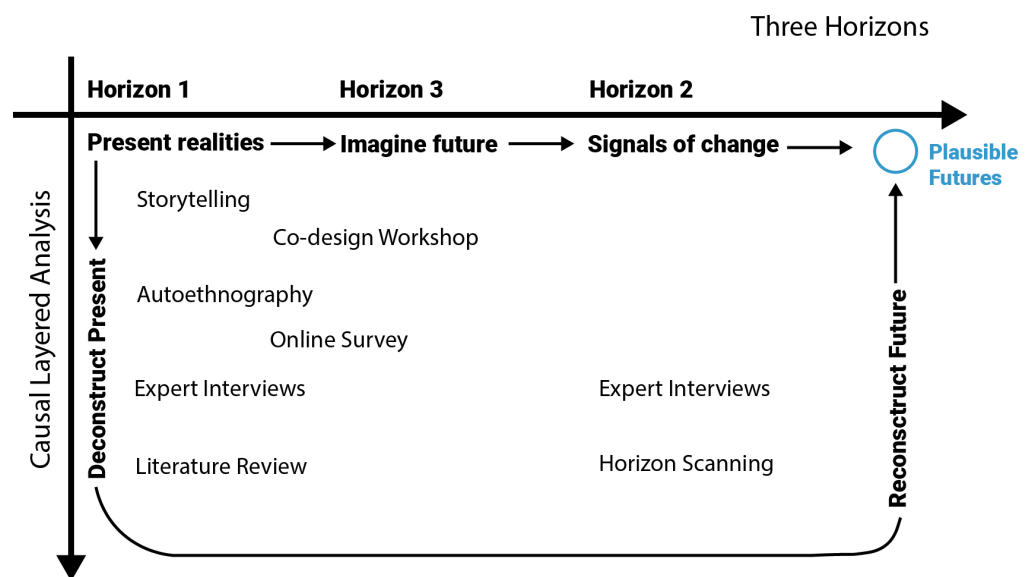 Three Horizons
Horizon 1
Horizon 3
Horizon 2
Present realities
Imagine future
Signals of change
Plausible
Futures
Causal Layered Analysis
Deconstruct Present
Storytelling
Co-design Workshop
Autoethnography
Online Survey
Expert Interviews
Expert Interviews
Literature Review
Horizon Scanning
Reconsctruct Future